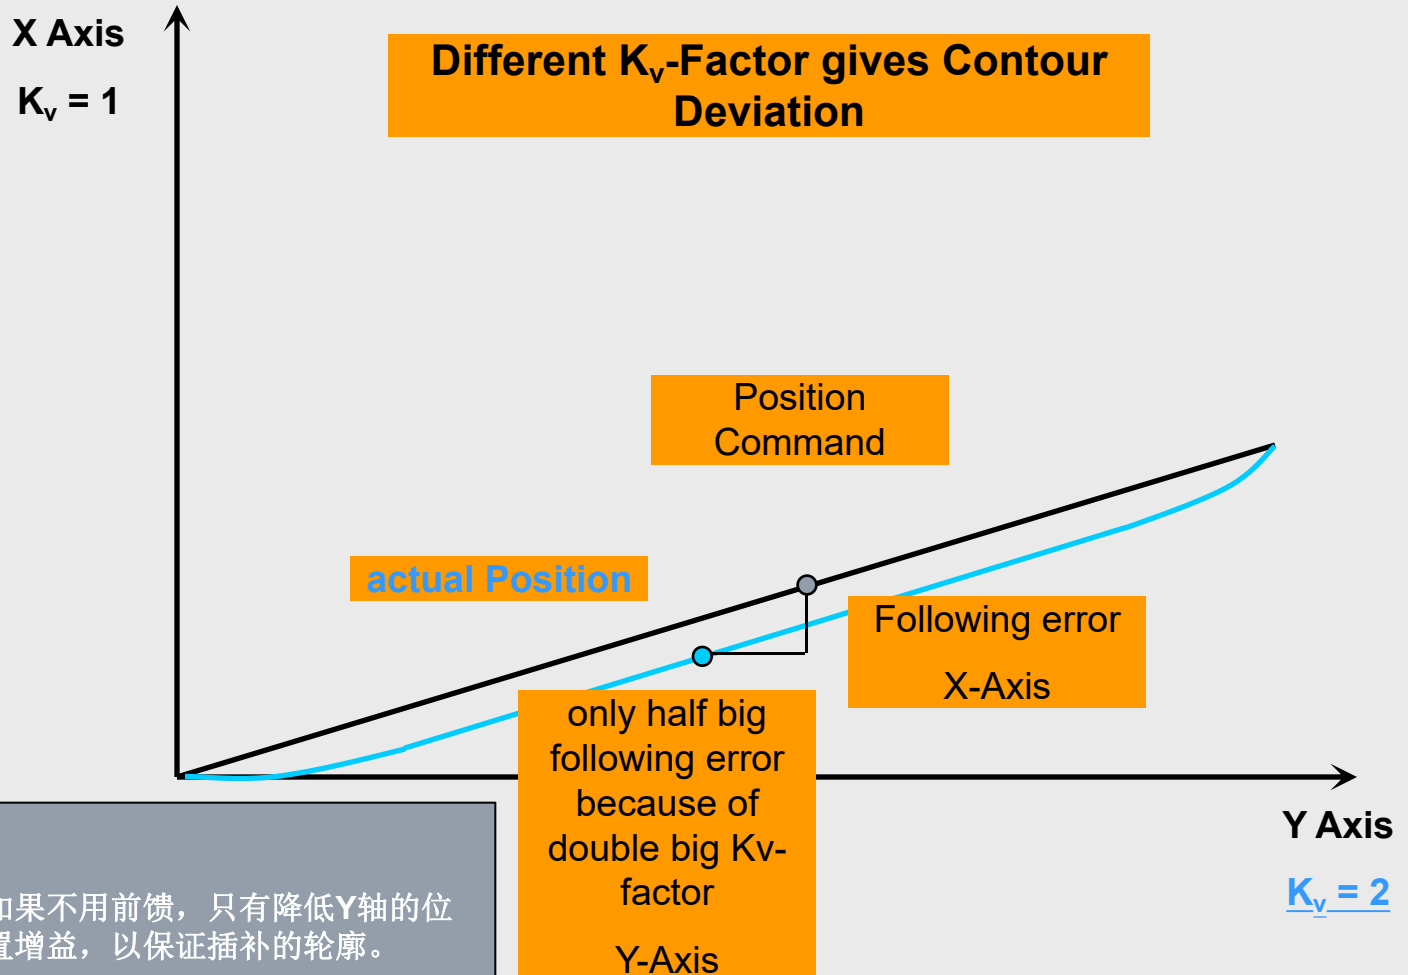 X Axis
Kᵥ = 1
Different Kᵥ-Factor gives Contour
Deviation
Position
Command
actual Position
Following error
X-Axis
only half big
following error
because of
double big Kv-
factor
Y-Axis
Y Axis
Kᵥ = 2
如果不用前馈，只有降低Y轴的位
置增益，以保证插补的轮廓。